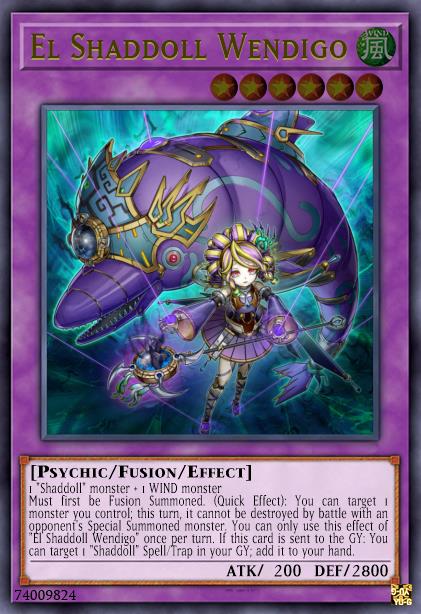 El Shaddoll Wendigo
WIND
風
[Psychic/Fusion/Effect]
1 "Shaddoll" monster + 1 WIND monster
Must first be Fusion Summoned. (Quick Effect): You can target 1
monster you control; this turn, it cannot be destroyed by battle with an
opponent's Special Summoned monster. You can only use this effect of
"El Shaddoll Wendigo" once per turn. If this card is sent to the GY: You
can target 1 "Shaddoll" Spell/Trap in your GY; add it to your hand.
ATK/ 200 DEF/2800
74009824